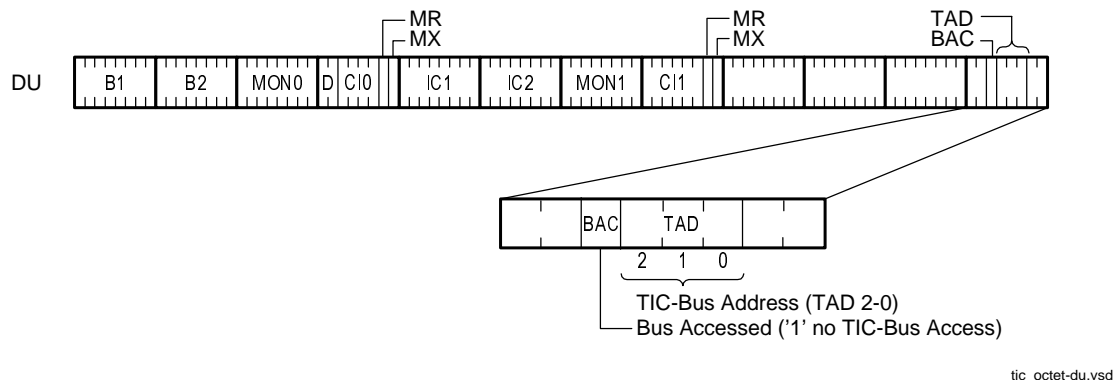 MR MR TAD
MX MX BAC
DU B1 B2 MON0 D CI0 IC1 IC2 MON1 CI1
BAC TAD
2 1 0
TIC-Bus Address (TAD 2-0)
Bus Accessed ('1' no TIC-Bus Access)
tic_octet-du.vsd